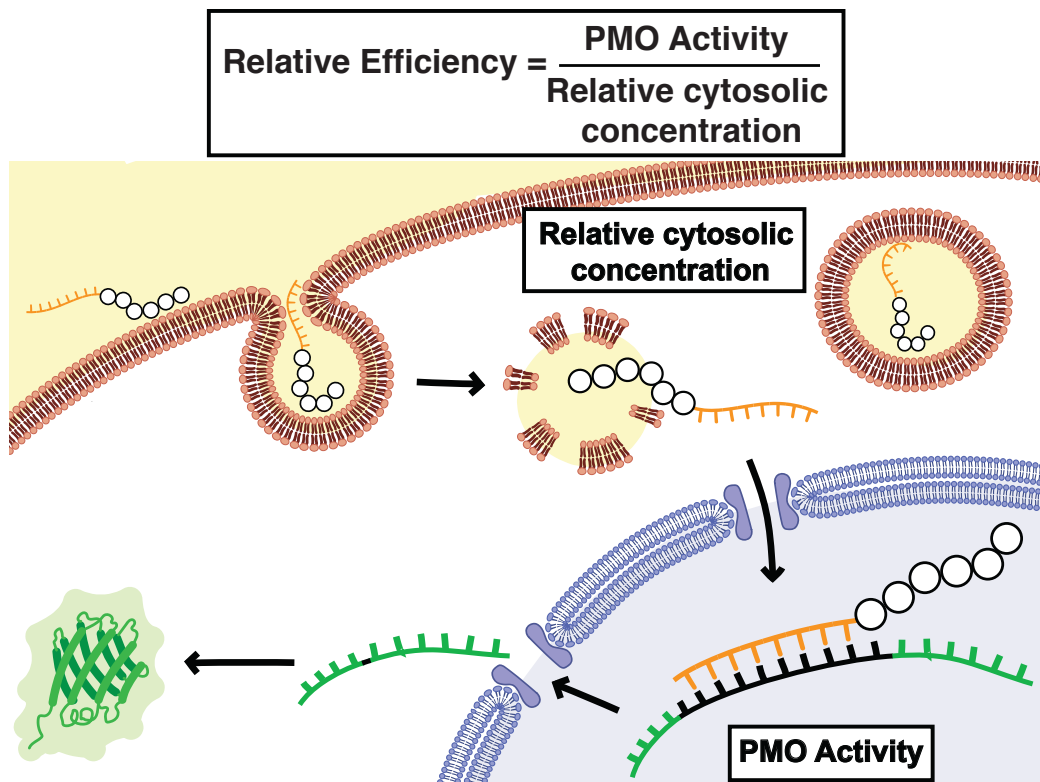 Relative Efficiency = PMO Activity
Relative cytosolic
concentration
Relative cytosolic
concentration
PMO Activity